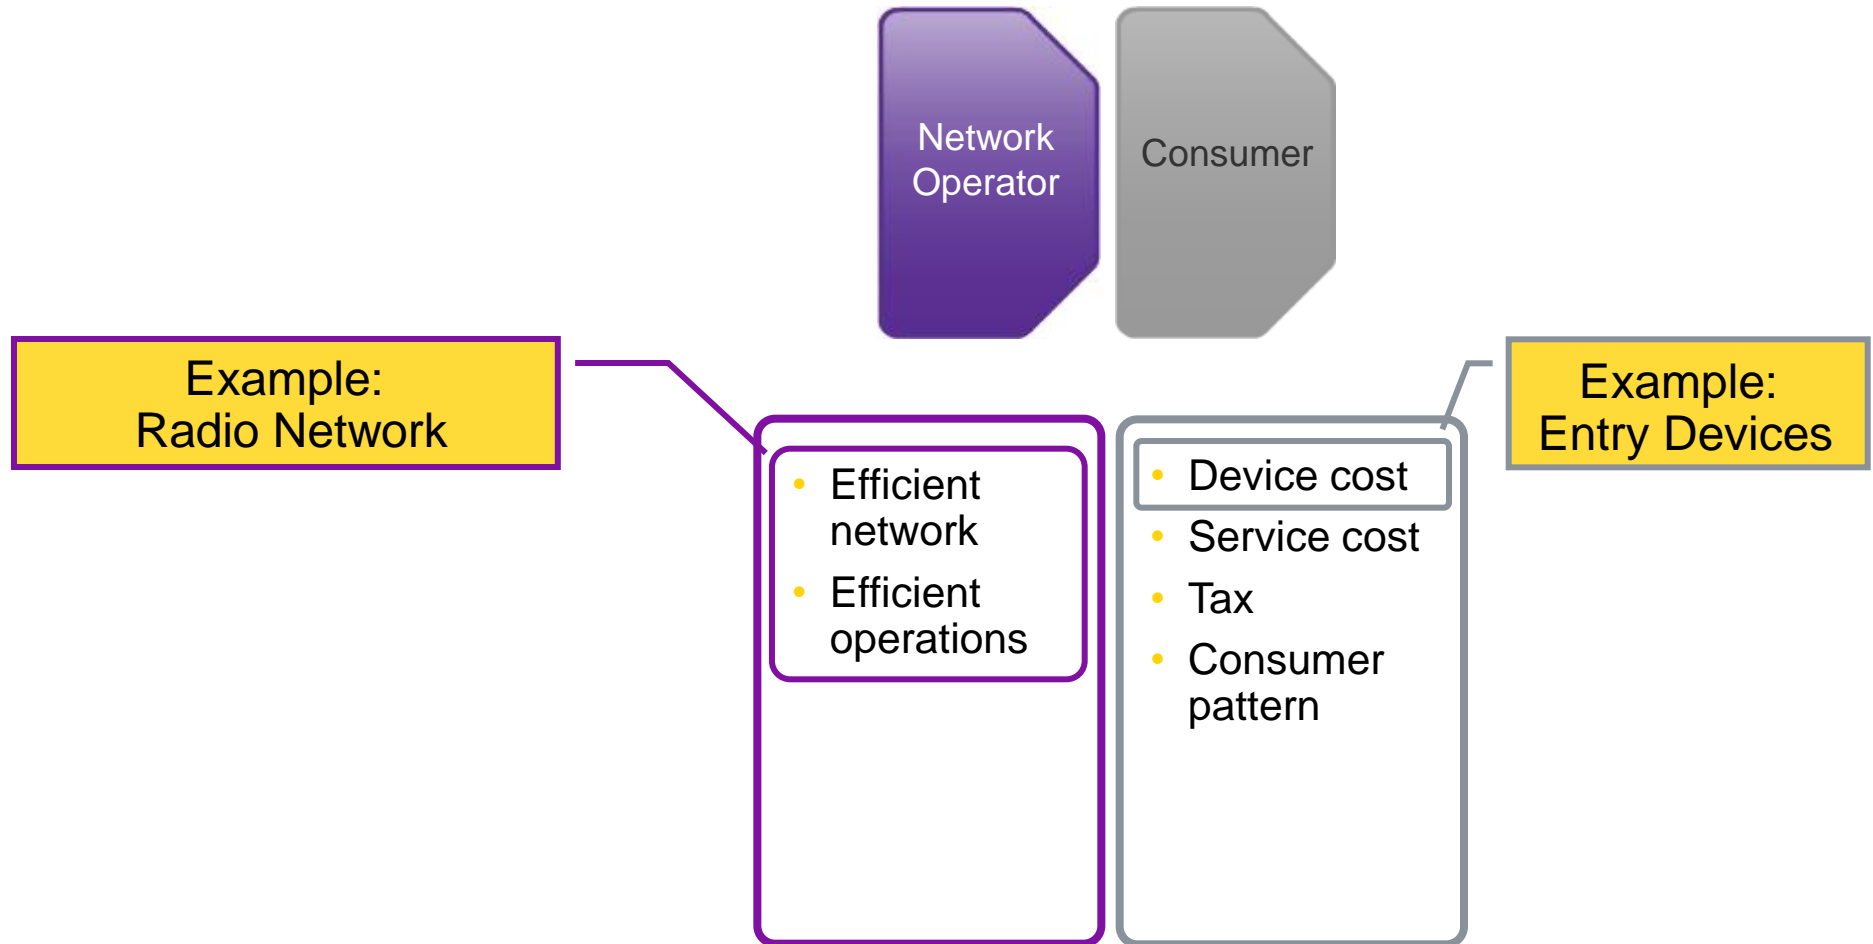 Network
Operator
Consumer
Example:
Radio Network
Example:
Entry Devices
• Efficient
network
• Efficient
operations
• Device cost
• Service cost
• Tax
• Consumer
pattern